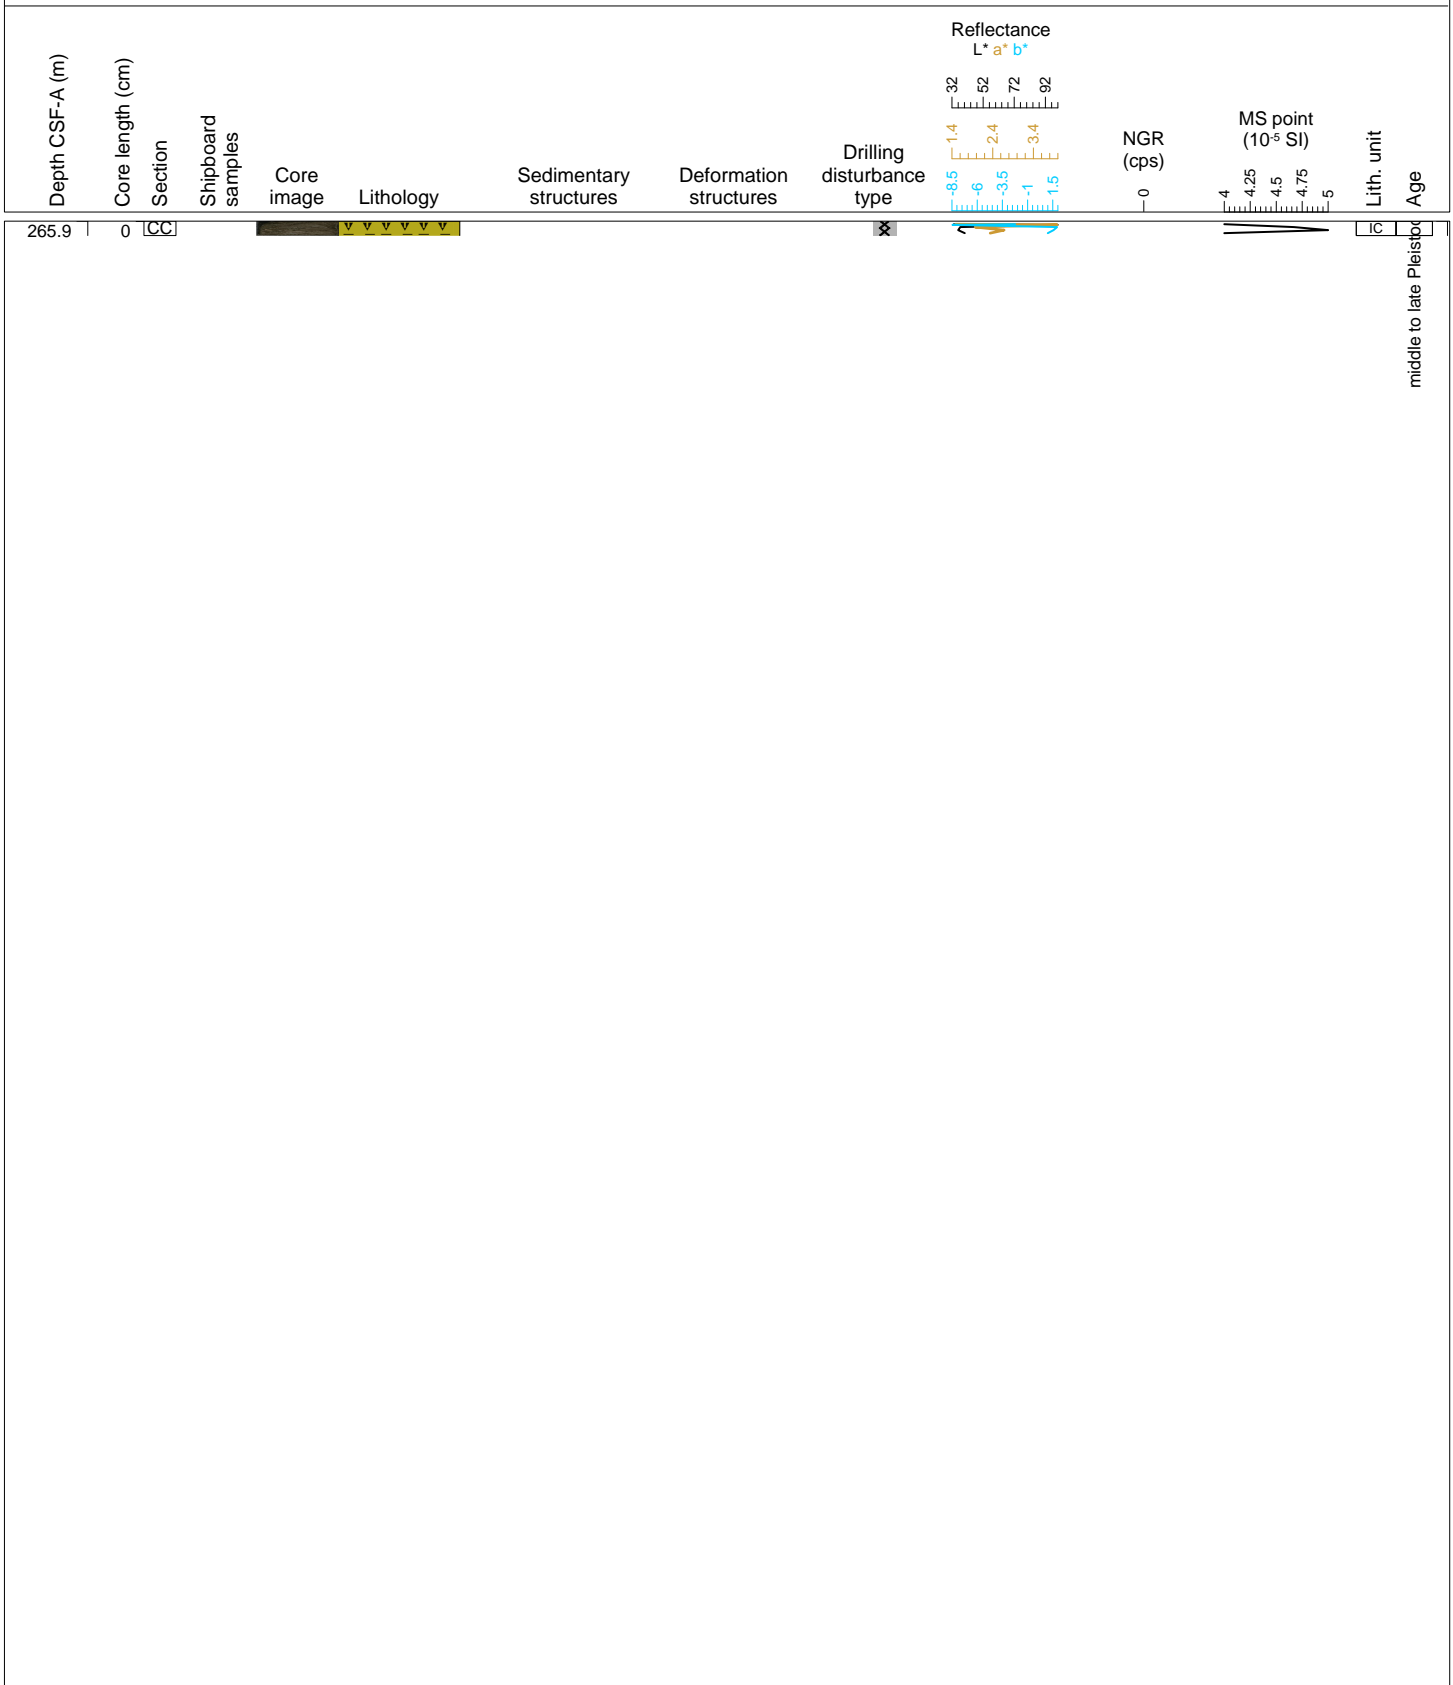 Depth CSF-A (m)
Core length (cm)
Section
Shipboard
samples
Core
image
Lithology
Sedimentary
structures
Deformation
structures
Drilling
disturbance
type
Reflectance
L* a* b*
32 52 72 92
1.4 2.4 3.4
-8.5 -6 -3.5 -1 1.5
NGR
(cps)
0
MS point
(10-5 SI)
4 4.25 4.5 4.75 5
Lith. unit
Age
265.9 0 CC IC
middle to late Pleistoc